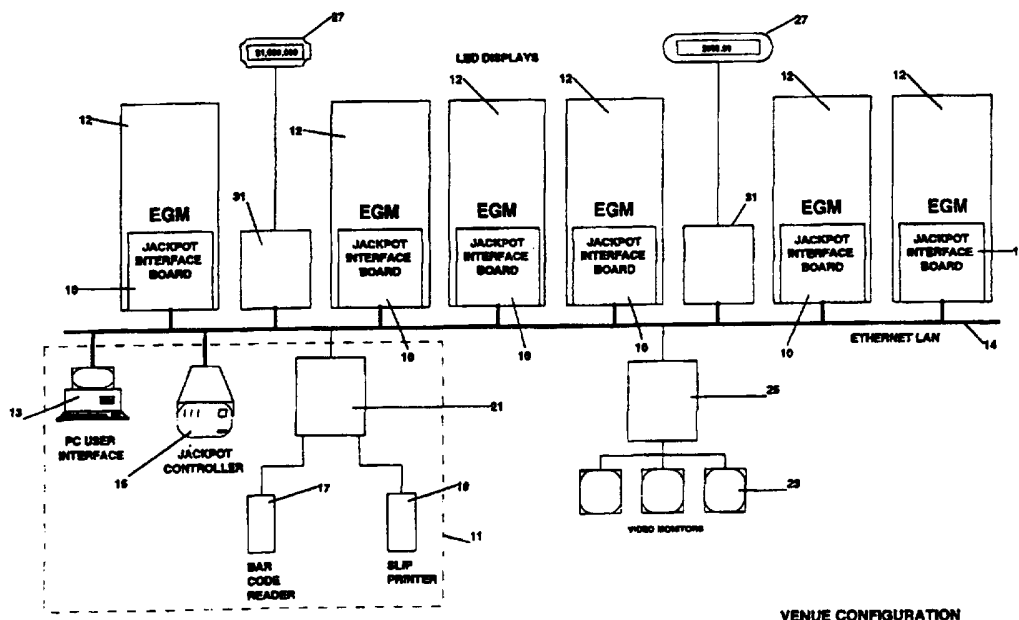 27
27
$1,000,000
LED DISPLAYS
12
12
12
12
12
12
EGM
31
EGM
EGM
EGM
31
EGM
EGM
JACKPOT
INTERFACE
BOARD
JACKPOT
INTERFACE
BOARD
JACKPOT
INTERFACE
BOARD
JACKPOT
INTERFACE
BOARD
JACKPOT
INTERFACE
BOARD
JACKPOT
INTERFACE
BOARD
10
10
10
10
10
1
ETHERNET LAN
14
13
PC USER
INTERFACE
15
JACKPOT
CONTROLLER
21
25
17
19
BAR
CODE
READER
SLIP
PRINTER
11
23
VIDEO MONITORS
VENUE CONFIGURATION